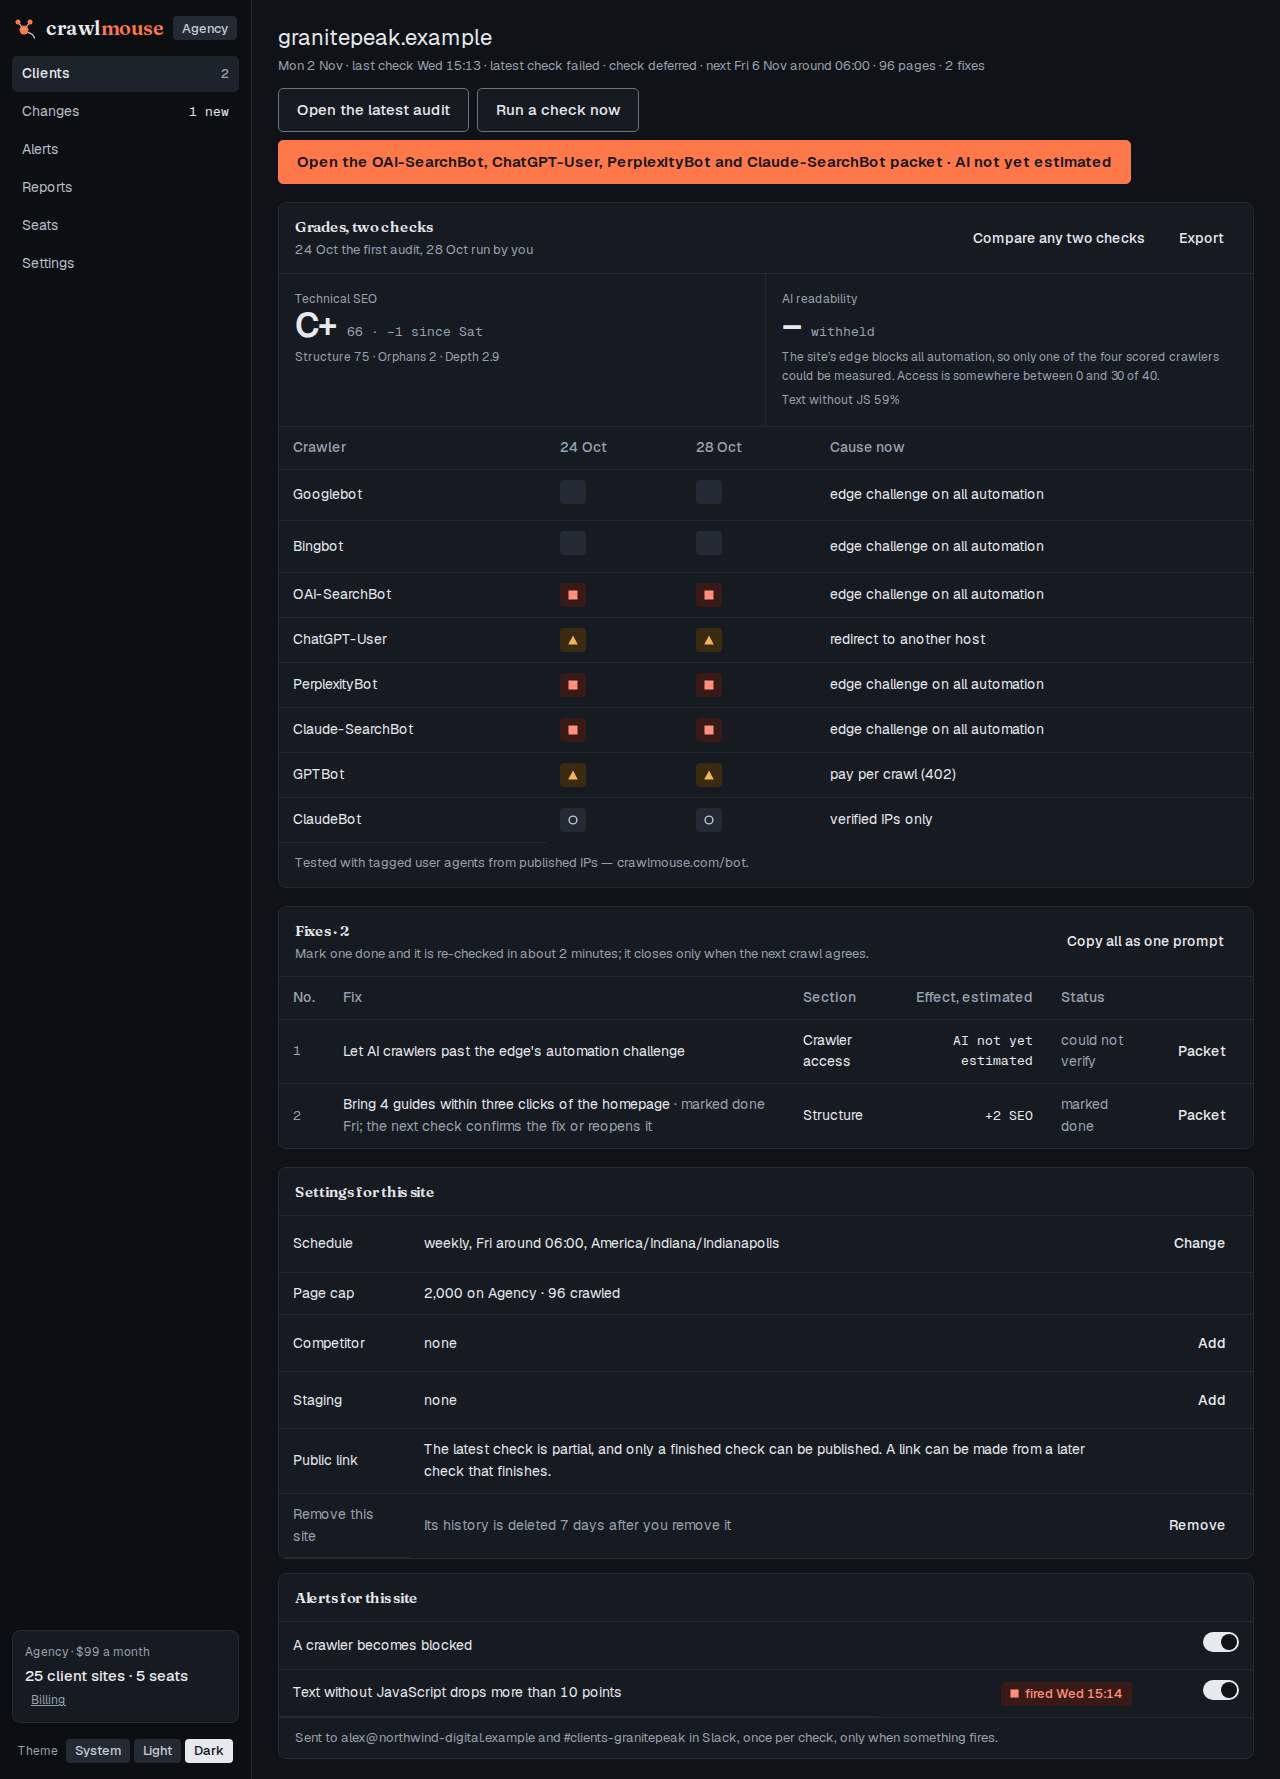 crawlmouse Agency
Clients 2
Changes 1 new
Alerts
Reports
Seats
Settings
Agency · $99 a month
25 client sites · 5 seats
Billing
Theme System Light Dark
granitepeak.example
Mon 2 Nov · last check Wed 15:13 · latest check failed · check deferred · next Fri 6 Nov around 06:00 · 96 pages · 2 fixes
Open the latest audit Run a check now
Open the OAI-SearchBot, ChatGPT-User, PerplexityBot and Claude-SearchBot packet · AI not yet estimated
Grades, two checks
24 Oct the first audit, 28 Oct run by you
Compare any two checks Export
Technical SEO
C+ 66 · −1 since Sat
Structure 75 · Orphans 2 · Depth 2.9
AI readability
– withheld
The site's edge blocks all automation, so only one of the four scored crawlers
could be measured. Access is somewhere between 0 and 30 of 40.
Text without JS 59%
Crawler 24 Oct 28 Oct Cause now
Googlebot edge challenge on all automation
Bingbot edge challenge on all automation
OAI-SearchBot edge challenge on all automation
ChatGPT-User redirect to another host
PerplexityBot edge challenge on all automation
Claude-SearchBot edge challenge on all automation
GPTBot pay per crawl (402)
ClaudeBot verified IPs only
Tested with tagged user agents from published IPs — crawlmouse.com/bot.
Fixes · 2
Mark one done and it is re-checked in about 2 minutes; it closes only when the next crawl agrees.
Copy all as one prompt
No. Fix Section Effect, estimated Status
1 Let AI crawlers past the edge's automation challenge Crawler access AI not yet estimated could not verify Packet
2 Bring 4 guides within three clicks of the homepage · marked done Fri; the next check confirms the fix or reopens it Structure +2 SEO marked done Packet
Settings for this site
Schedule weekly, Fri around 06:00, America/Indiana/Indianapolis Change
Page cap 2,000 on Agency · 96 crawled
Competitor none Add
Staging none Add
Public link The latest check is partial, and only a finished check can be published. A link can be made from a later
check that finishes.
Remove this site Its history is deleted 7 days after you remove it Remove
Alerts for this site
A crawler becomes blocked
Text without JavaScript drops more than 10 points fired Wed 15:14
Sent to alex@northwind-digital.example and #clients-granitepeak in Slack, once per check, only when something fires.